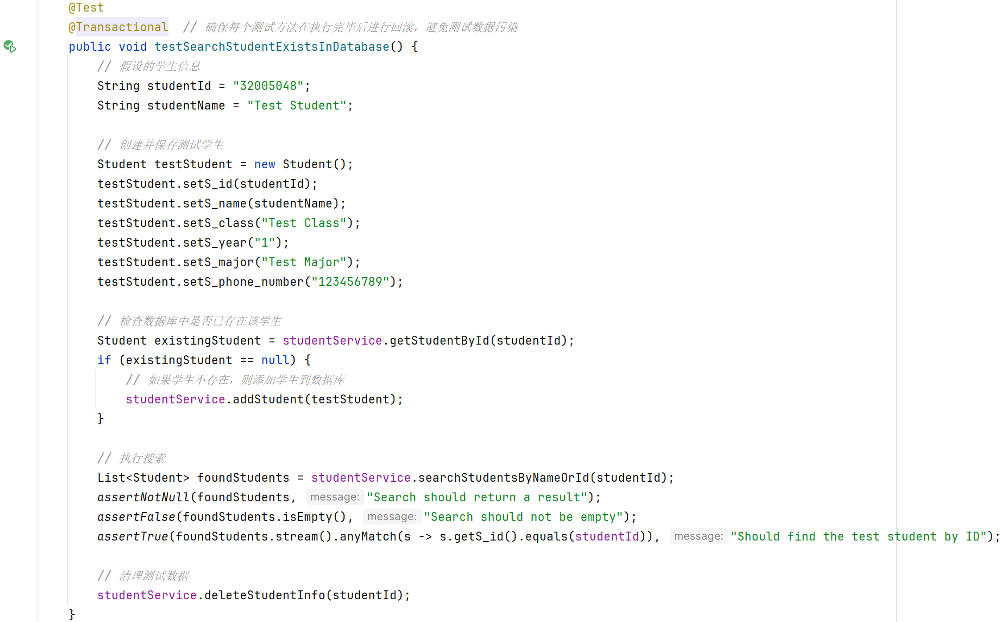 @Test
@Transactional  // 确保每个测试方法在执行完毕后进行回滚，避免测试数据污染
public void testSearchStudentExistsInDatabase() {
    // 假设的学生信息
    String studentId = "32005048";
    String studentName = "Test Student";

    // 创建并保存测试学生
    Student testStudent = new Student();
    testStudent.setS_id(studentId);
    testStudent.setS_name(studentName);
    testStudent.setS_class("Test Class");
    testStudent.setS_year("1");
    testStudent.setS_major("Test Major");
    testStudent.setS_phone_number("123456789");

    // 检查数据库中是否已存在该学生
    Student existingStudent = studentService.getStudentById(studentId);
    if (existingStudent == null) {
        // 如果学生不存在，则添加学生到数据库
        studentService.addStudent(testStudent);
    }

    // 执行搜索
    List<Student> foundStudents = studentService.searchStudentsByNameOrId(studentId);
    assertNotNull(foundStudents, message: "Search should return a result");
    assertFalse(foundStudents.isEmpty(), message: "Search should not be empty");
    assertTrue(foundStudents.stream().anyMatch(s -> s.getS_id().equals(studentId)), message: "Should find the test student by ID");

    // 清理测试数据
    studentService.deleteStudentInfo(studentId);
}